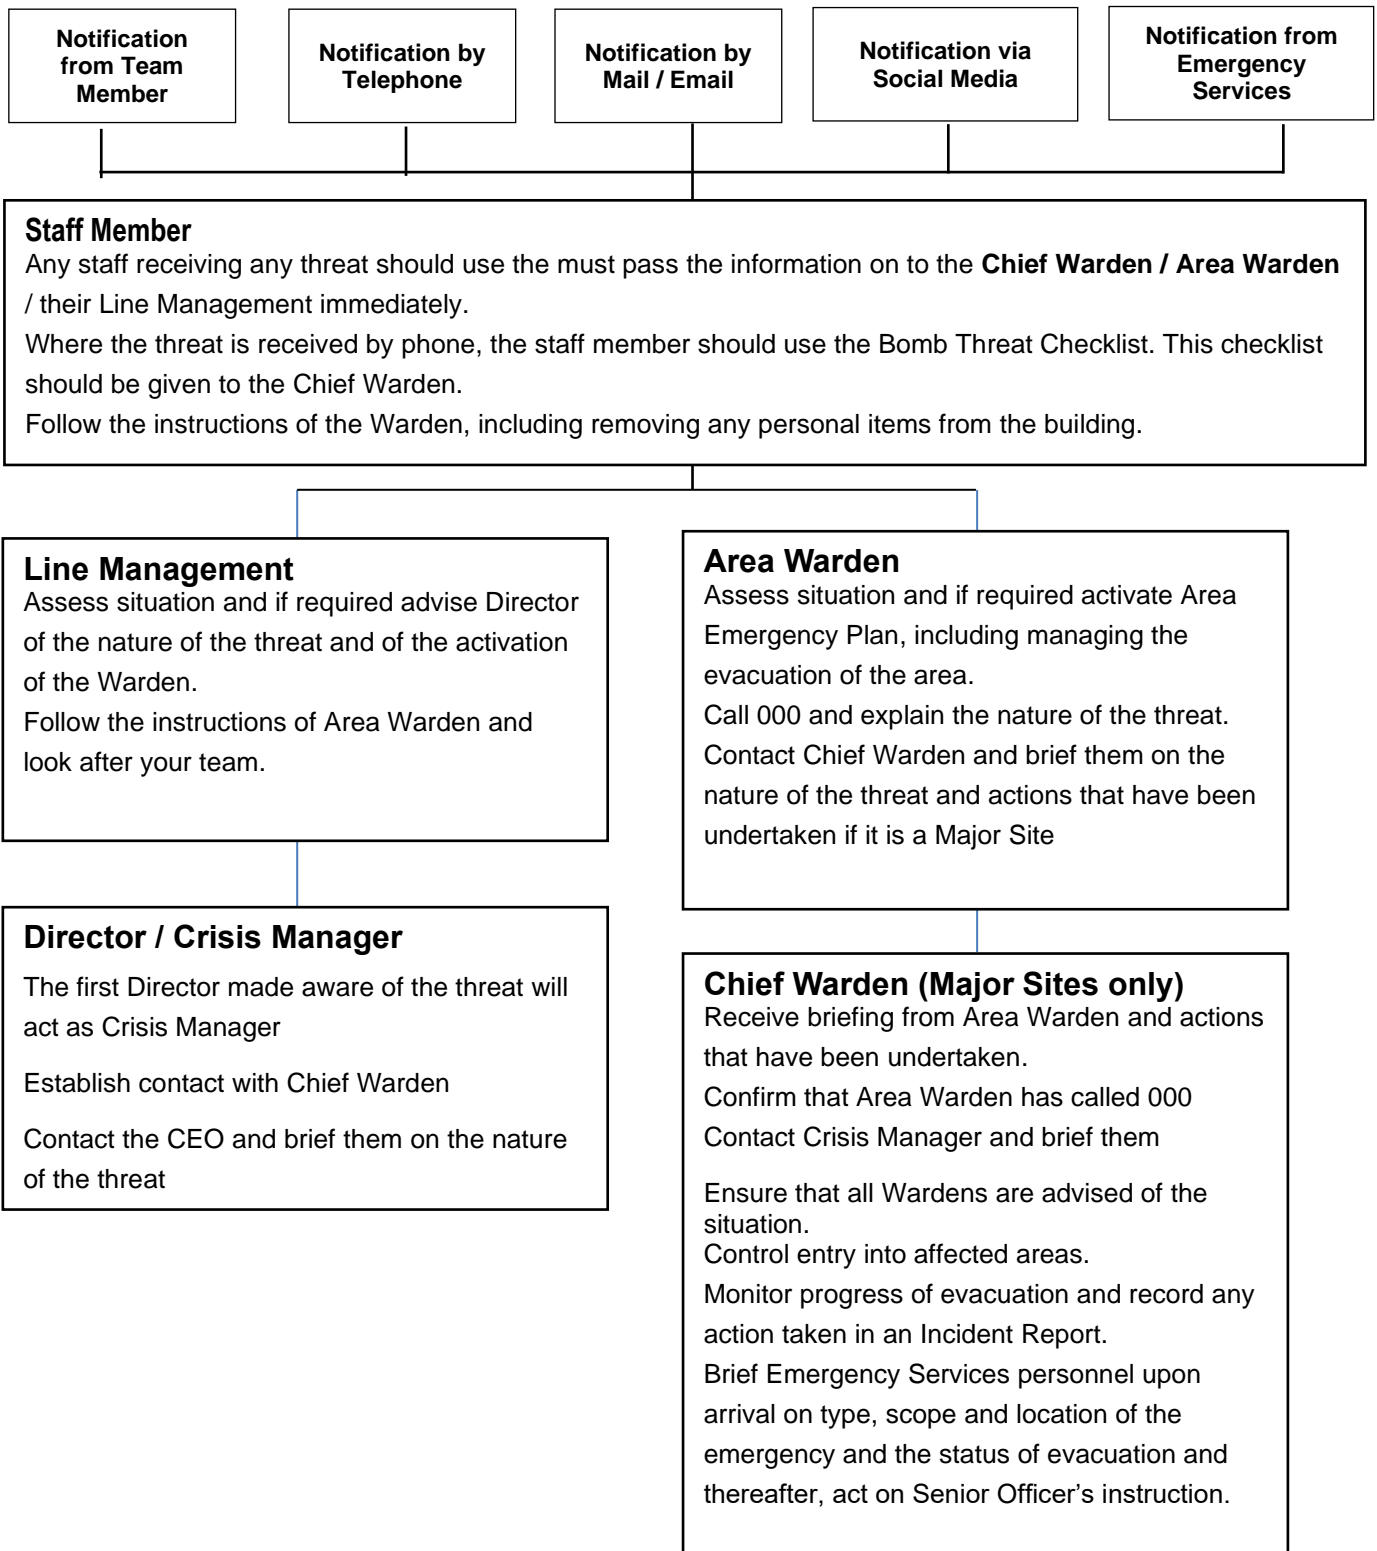 Notification
from Team
Member
Notification by
Telephone
Notification by
Mail / Email
Notification via
Social Media
Notification from
Emergency
Services
Staff Member
Any staff receiving any threat should use the must pass the information on to the Chief Warden / Area Warden
/ their Line Management immediately.
Where the threat is received by phone, the staff member should use the Bomb Threat Checklist. This checklist
should be given to the Chief Warden.
Follow the instructions of the Warden, including removing any personal items from the building.
Line Management
Assess situation and if required advise Director
of the nature of the threat and of the activation
of the Warden.
Follow the instructions of Area Warden and
look after your team.
Area Warden
Assess situation and if required activate Area
Emergency Plan, including managing the
evacuation of the area.
Call 000 and explain the nature of the threat.
Contact Chief Warden and brief them on the
nature of the threat and actions that have been
undertaken if it is a Major Site
Director / Crisis Manager
The first Director made aware of the threat will
act as Crisis Manager
Establish contact with Chief Warden
Contact the CEO and brief them on the nature
of the threat
Chief Warden (Major Sites only)
Receive briefing from Area Warden and actions
that have been undertaken.
Confirm that Area Warden has called 000
Contact Crisis Manager and brief them
Ensure that all Wardens are advised of the
situation.
Control entry into affected areas.
Monitor progress of evacuation and record any
action taken in an Incident Report.
Brief Emergency Services personnel upon
arrival on type, scope and location of the
emergency and the status of evacuation and
thereafter, act on Senior Officer's instruction.